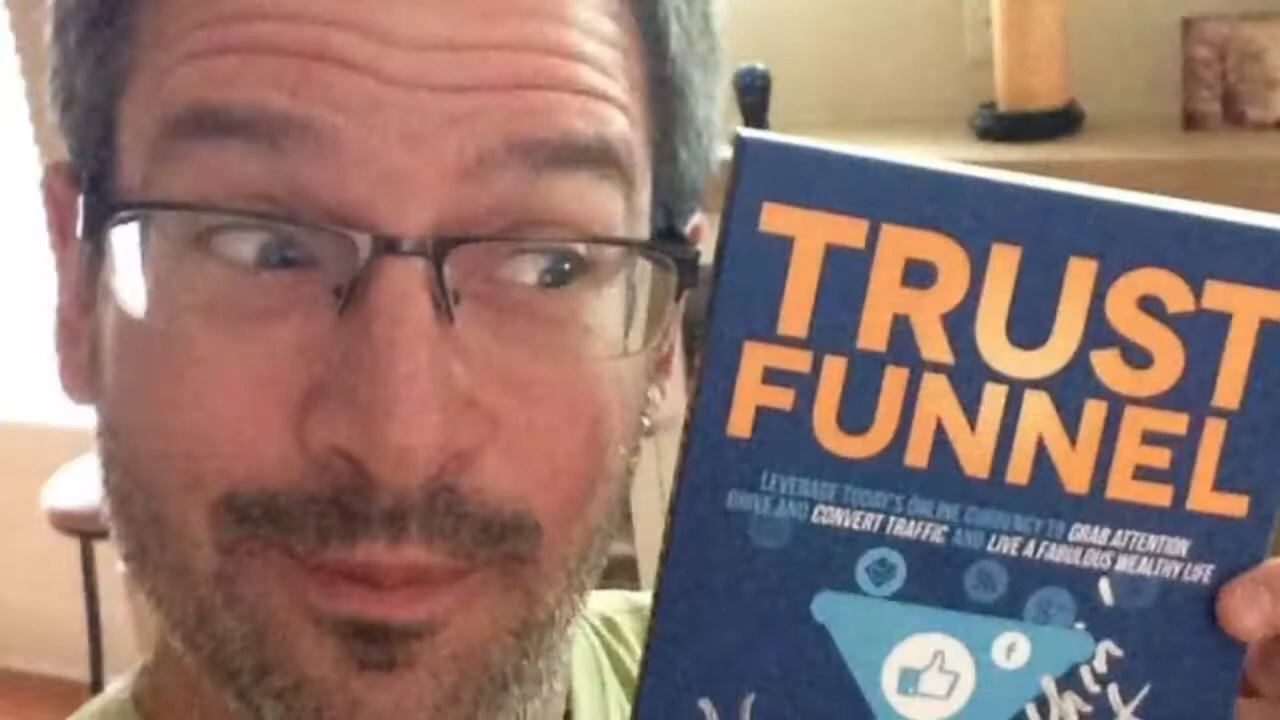 TRUST
FUNNEL
LEVERAGE TODAY'S ONLINE CURRENCY TO GRAB ATTENTION
DRIVE AND CONVERT TRAFFIC AND LIVE A FABULOUS WEALTHY LIFE
f